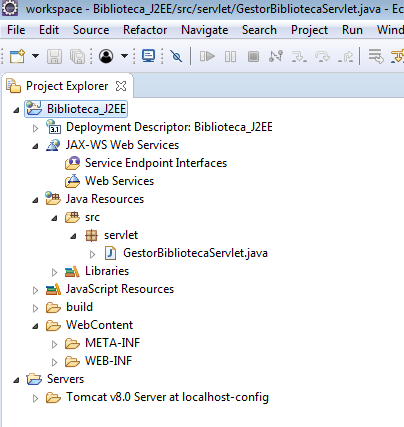 workspace - Biblioteca_J2EE/src/servlet/GestorBibliotecaServlet.java - Ec
File Edit Source Refactor Navigate Search Project Run Wind
Project Explorer
Biblioteca_J2EE
3.1 Deployment Descriptor: Biblioteca_J2EE
JAX-WS Web Services
Service Endpoint Interfaces
Web Services
Java Resources
src
servlet
J GestorBibliotecaServlet.java
Libraries
JavaScript Resources
build
WebContent
META-INF
WEB-INF
Servers
Tomcat v8.0 Server at localhost-config